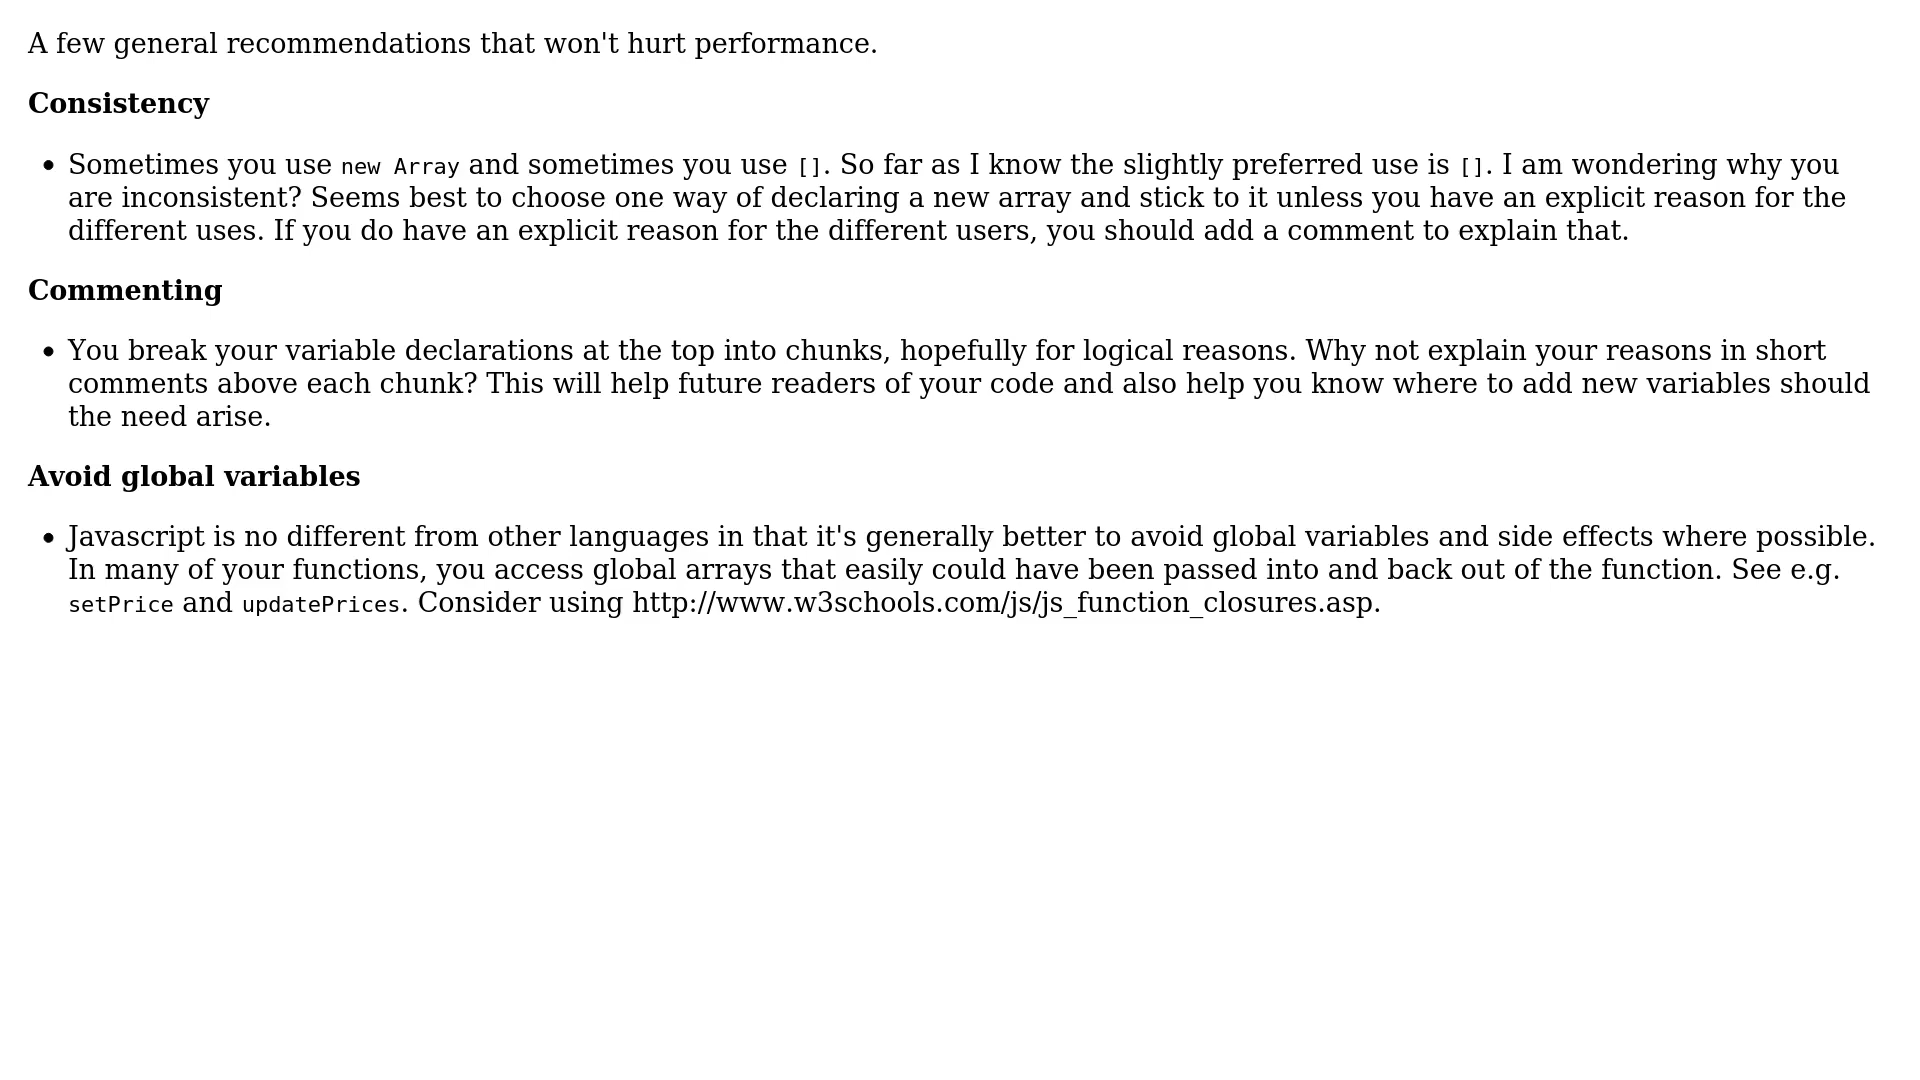 A few general recommendations that won't hurt performance.
Consistency
• Sometimes you use new Array and sometimes you use []. So far as I know the slightly preferred use is []. I am wondering why you
are inconsistent? Seems best to choose one way of declaring a new array and stick to it unless you have an explicit reason for the
different uses. If you do have an explicit reason for the different users, you should add a comment to explain that.
Commenting
• You break your variable declarations at the top into chunks, hopefully for logical reasons. Why not explain your reasons in short
comments above each chunk? This will help future readers of your code and also help you know where to add new variables should
the need arise.
Avoid global variables
• Javascript is no different from other languages in that it's generally better to avoid global variables and side effects where possible.
In many of your functions, you access global arrays that easily could have been passed into and back out of the function. See e.g.
setPrice and updatePrices. Consider using http://www.w3schools.com/js/js_function_closures.asp.